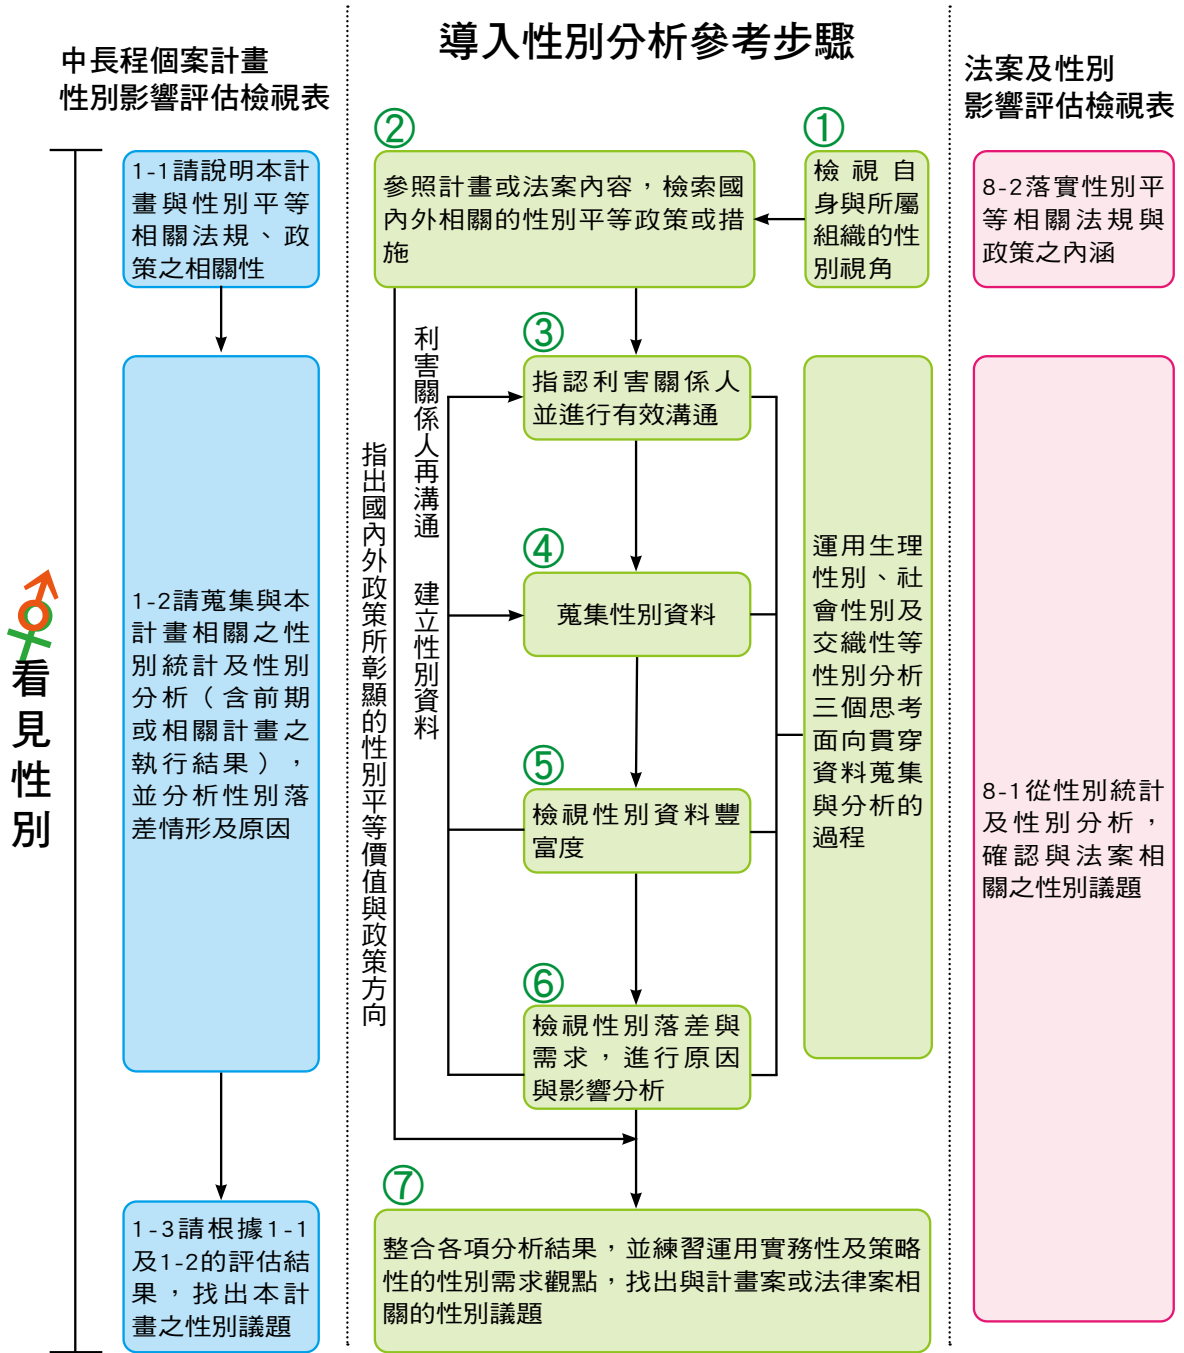 中長程個案計畫
性別影響評估檢視表
導入性別分析參考步驟
法案及性別
影響評估檢視表
看見性別
1-1請說明本計
畫與性別平等
相關法規、政
策之相關性
1-2請蒐集與本
計畫相關之性
別統計及性別
分析（含前期
或相關計畫之
執行結果），
並分析性別落
差情形及原因
1-3請根據1-1
及1-2的評估結
果，找出本計
畫之性別議題
①
檢視自
身與所屬
組織的性
別視角
②
參照計畫或法案內容，檢索國
內外相關的性別平等政策或措
施
指出國內外政策所彰顯的性別平等價值與政策方向
利害關係人再溝通
建立性別資料
③
指認利害關係人
並進行有效溝通
④
蒐集性別資料
⑤
檢視性別資料豐
富度
⑥
檢視性別落差與
需求，進行原因
與影響分析
運用生理
性別、社
會性別及
交織性等
性別分析
三個思考
面向貫穿
資料蒐集
與分析的
過程
⑦
整合各項分析結果，並練習運用實務性及策略
性的性別需求觀點，找出與計畫案或法律案相
關的性別議題
8-2落實性別平
等相關法規與
政策之內涵
8-1從性別統計
及性別分析，
確認與法案相
關之性別議題